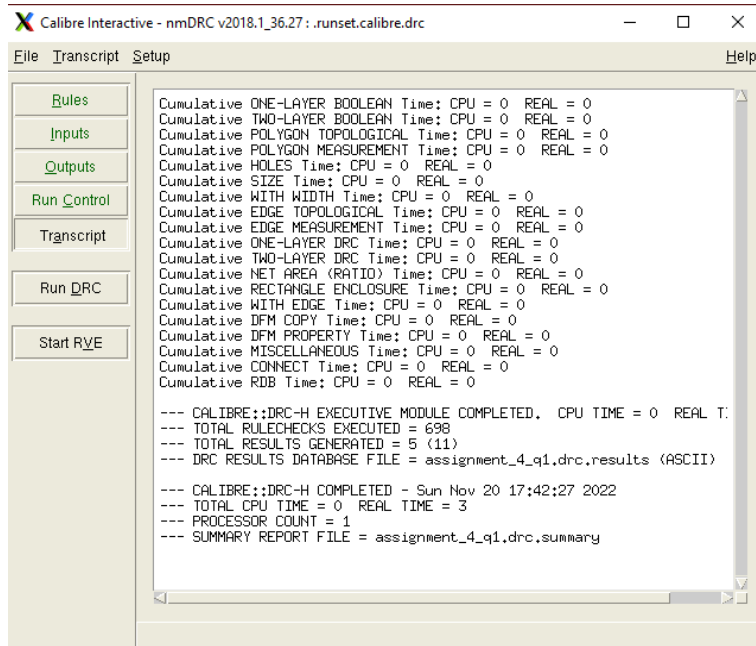 Calibre Interactive - nmDRC v2018.1_36.27 : .runset.calibre.drc
File Transcript Setup Help
Rules
Inputs
Outputs
Run Control
Transcript
Run DRC
Start RVE
Cumulative ONE-LAYER BOOLEAN Time: CPU = 0 REAL = 0
Cumulative TWO-LAYER BOOLEAN Time: CPU = 0 REAL = 0
Cumulative POLYGON TOPOLOGICAL Time: CPU = 0 REAL = 0
Cumulative POLYGON MEASUREMENT Time: CPU = 0 REAL = 0
Cumulative HOLES Time: CPU = 0 REAL = 0
Cumulative SIZE Time: CPU = 0 REAL = 0
Cumulative WITH WIDTH Time: CPU = 0 REAL = 0
Cumulative EDGE TOPOLOGICAL Time: CPU = 0 REAL = 0
Cumulative EDGE MEASUREMENT Time: CPU = 0 REAL = 0
Cumulative ONE-LAYER DRC Time: CPU = 0 REAL = 0
Cumulative TWO-LAYER DRC Time: CPU = 0 REAL = 0
Cumulative NET AREA (RATIO) Time: CPU = 0 REAL = 0
Cumulative RECTANGLE ENCLOSURE Time: CPU = 0 REAL = 0
Cumulative WITH EDGE Time: CPU = 0 REAL = 0
Cumulative DFM COPY Time: CPU = 0 REAL = 0
Cumulative DFM PROPERTY Time: CPU = 0 REAL = 0
Cumulative MISCELLANEOUS Time: CPU = 0 REAL = 0
Cumulative CONNECT Time: CPU = 0 REAL = 0
Cumulative RDB Time: CPU = 0 REAL = 0
--- CALIBRE::DRC-H EXECUTIVE MODULE COMPLETED. CPU TIME = 0 REAL T
--- TOTAL RULECHECKS EXECUTED = 698
--- TOTAL RESULTS GENERATED = 5 (11)
--- DRC RESULTS DATABASE FILE = assignment_4_q1.drc.results (ASCII)
--- CALIBRE::DRC-H COMPLETED - Sun Nov 20 17:42:27 2022
--- TOTAL CPU TIME = 0 REAL TIME = 3
--- PROCESSOR COUNT = 1
--- SUMMARY REPORT FILE = assignment_4_q1.drc.summary